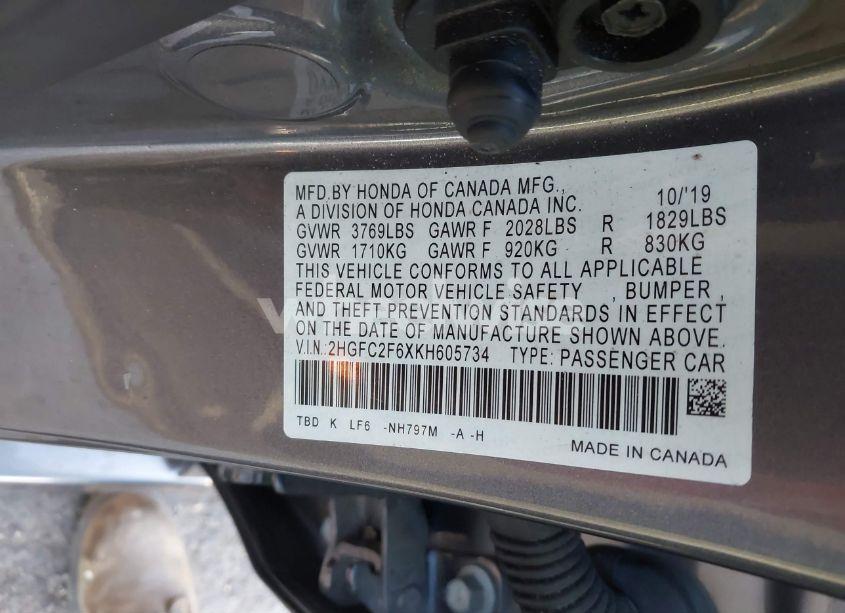 MFD.BY HONDA OF CANADA MFG., 10/'19
A DIVISION OF HONDA CANADA INC.
GVWR 3769LBS GAWR F 2028LBS R 1829LBS
GVWR 1710KG GAWR F 920KG R 830KG
THIS VEHICLE CONFORMS TO ALL APPLICABLE
FEDERAL MOTOR VEHICLE SAFETY , BUMPER ,
AND THEFT PREVENTION STANDARDS IN EFFECT
ON THE DATE OF MANUFACTURE SHOWN ABOVE.
V.I.N.:2HGFC2F6XKH605734 TYPE: PASSENGER CAR
TBD K LF6 -NH797M -A -H
MADE IN CANADA